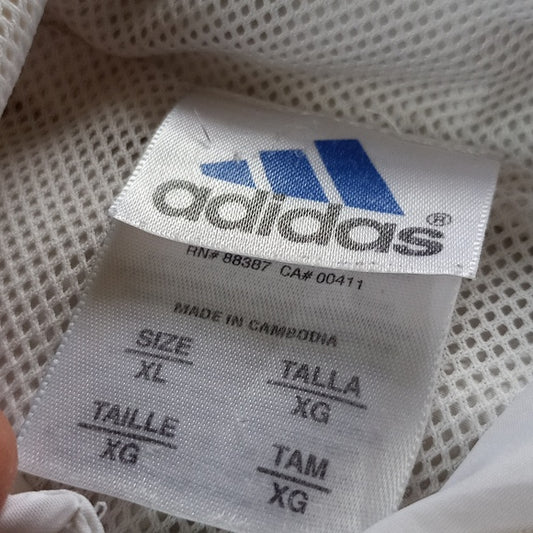 adidas®
RN# 88387 CA# 00411
MADE IN CAMBODIA
SIZE
XL
TALLA
XG
TAILLE
XG
TAM
XG